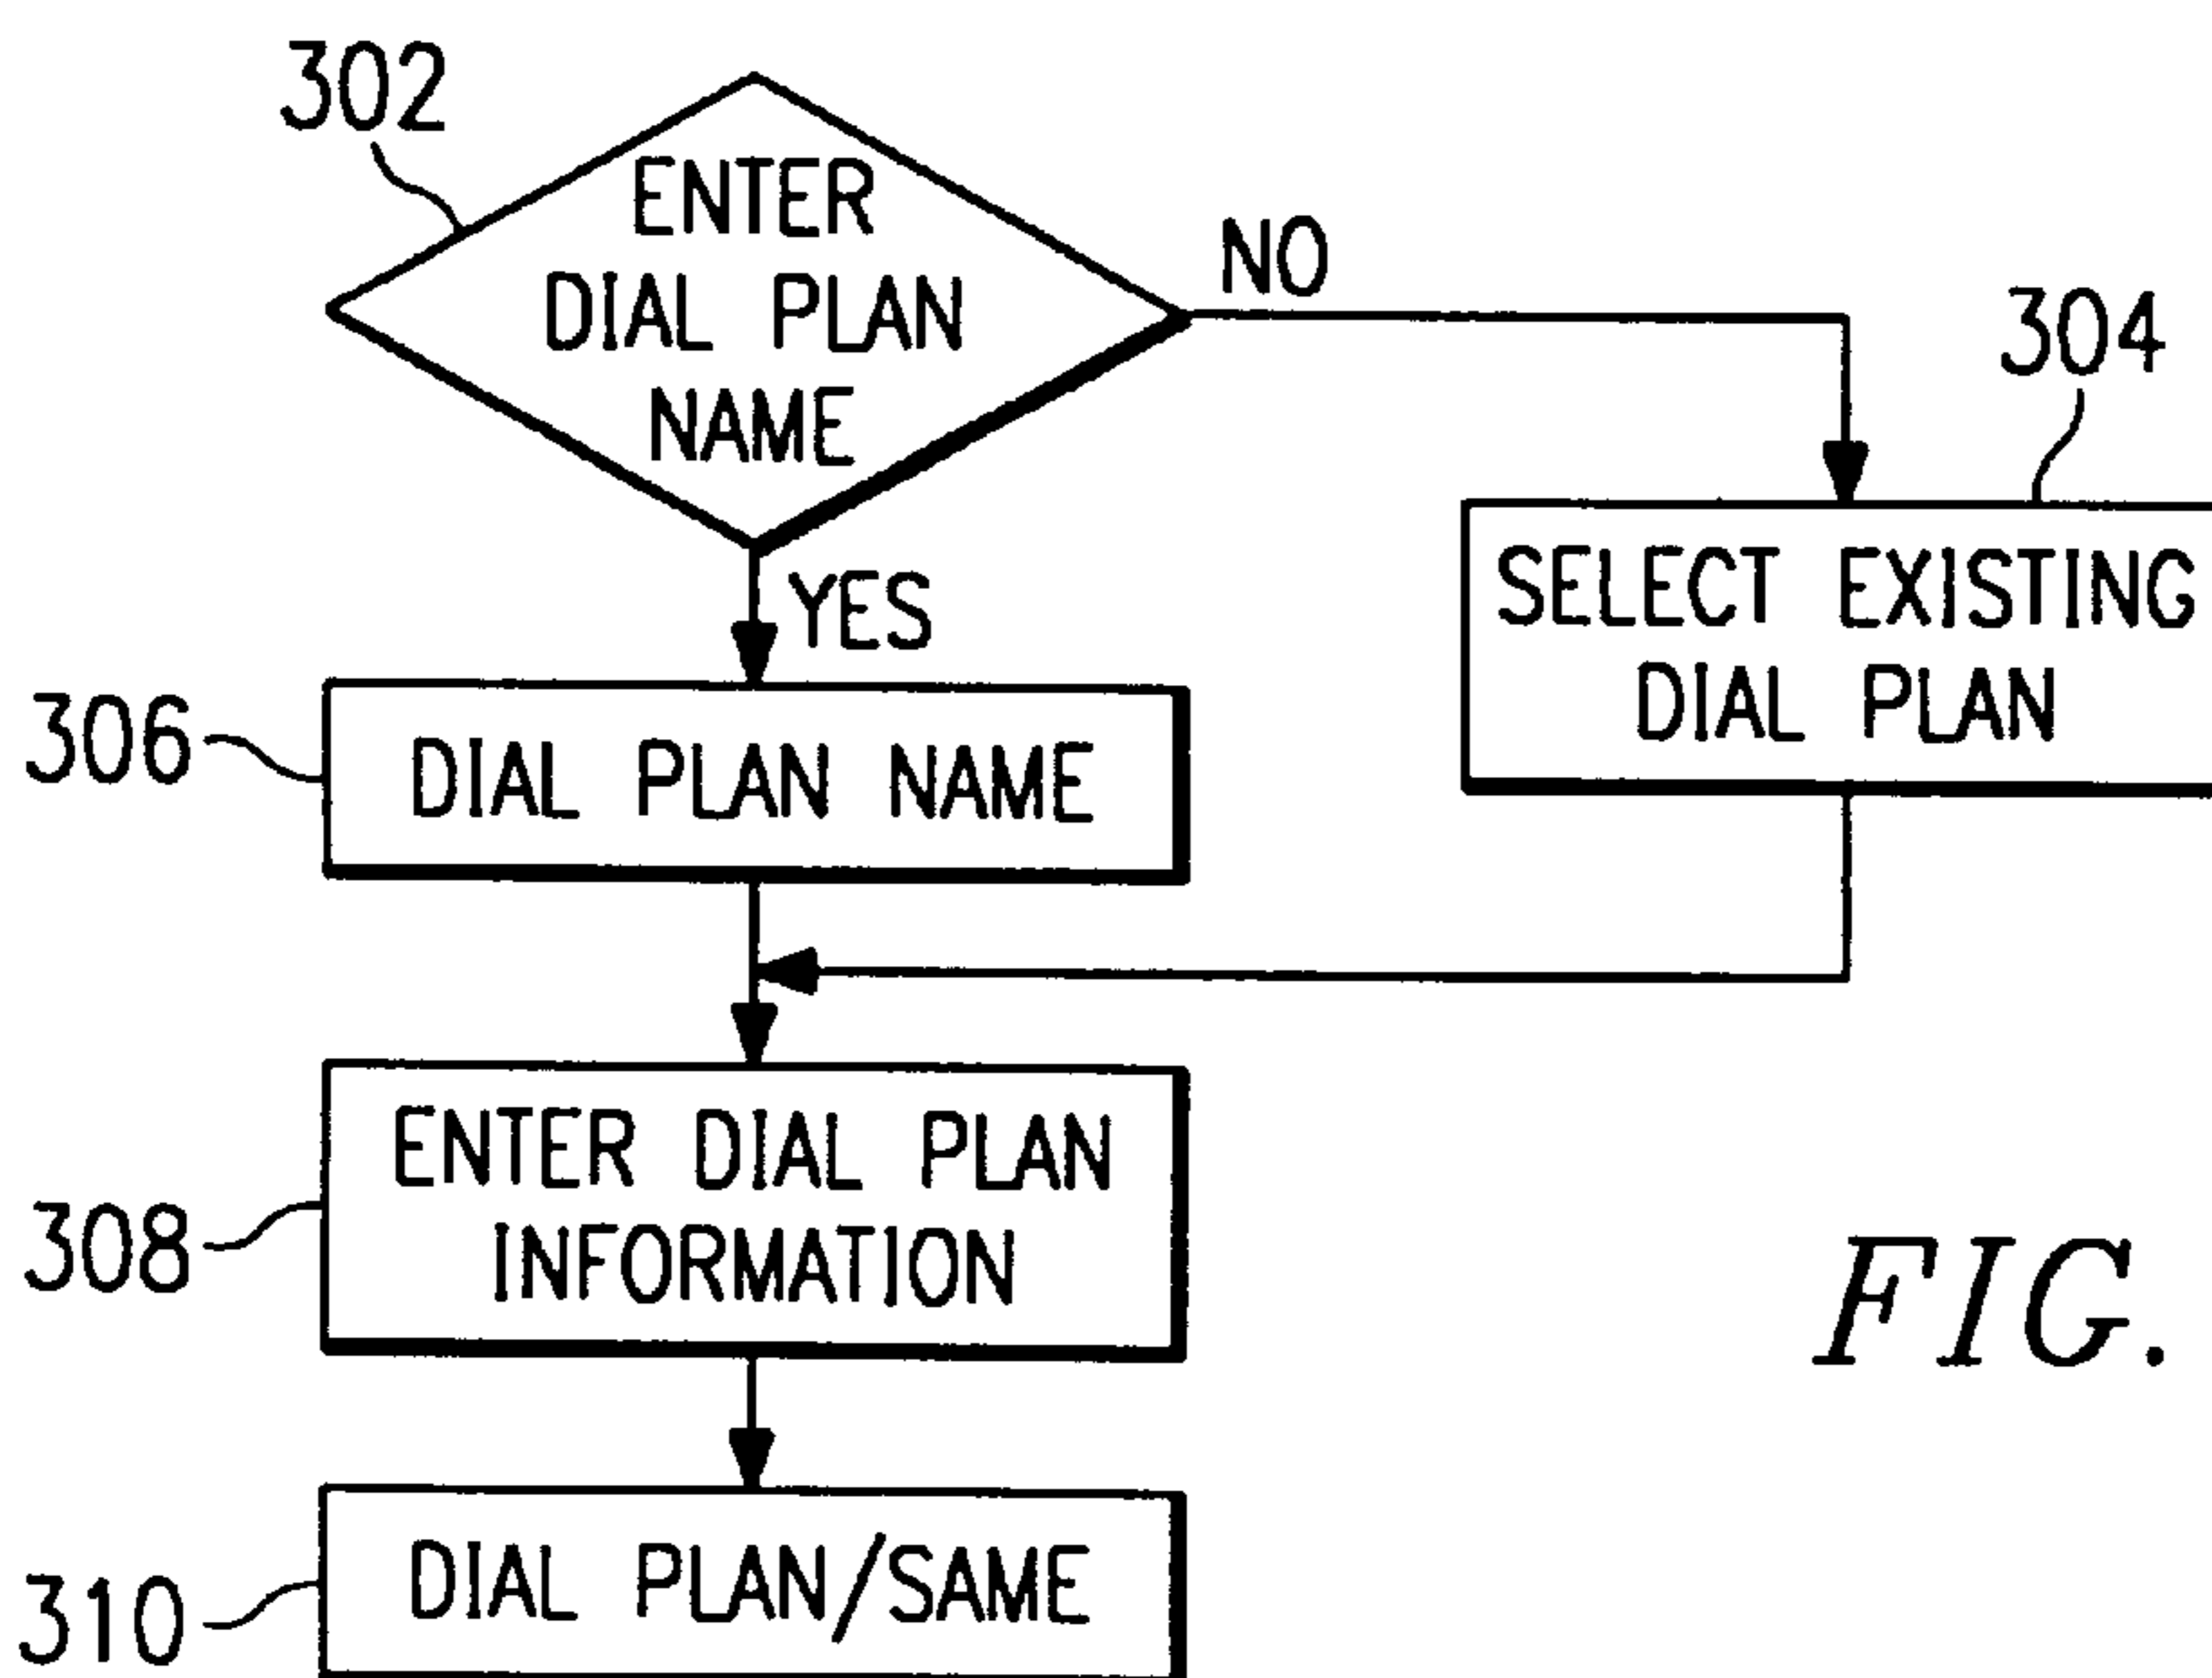 302
ENTER
DIAL PLAN
NAME
NO
304
SELECT EXISTING
DIAL PLAN
YES
306
DIAL PLAN NAME
308
ENTER DIAL PLAN
INFORMATION
FIG.
310
DIAL PLAN/SAME